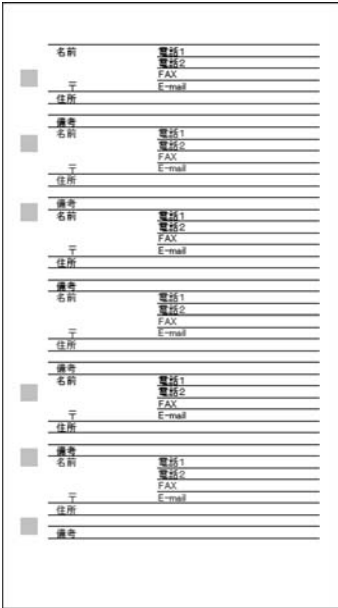 名前 電話1
電話2
FAX
〒 E-mail
住所
備考
名前 電話1
電話2
FAX
〒 E-mail
住所
備考
名前 電話1
電話2
FAX
〒 E-mail
住所
備考
名前 電話1
電話2
FAX
〒 E-mail
住所
備考
名前 電話1
電話2
FAX
〒 E-mail
住所
備考
名前 電話1
電話2
FAX
〒 E-mail
住所
備考